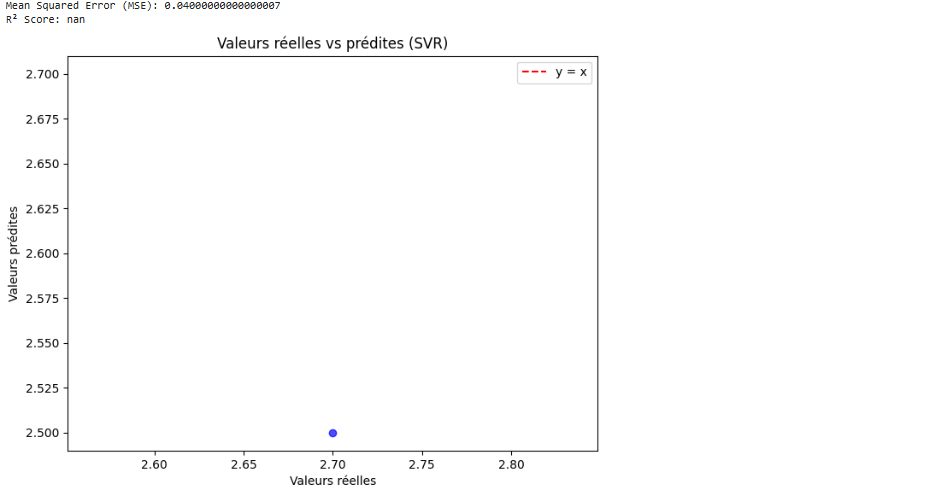 Mean Squared Error (MSE): 0.04000000000000007
R² Score: nan
Valeurs réelles vs prédites (SVR)
y = x
2.700
2.675
2.650
2.625
2.600
2.575
2.550
2.525
2.500
Valeurs prédites
2.60 2.65 2.70 2.75 2.80
Valeurs réelles